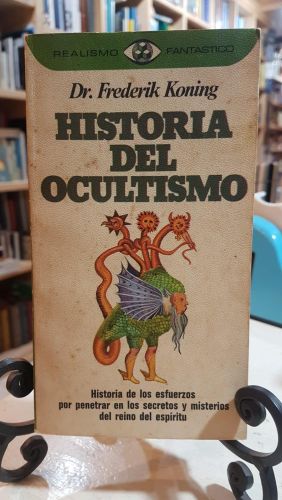 REALISMO FANTASTICO
Dr. Frederik Koning
HISTORIA
DEL
OCULTISMO
Historia de los esfuerzos
por penetrar en los secretos y misterios
del reino del espíritu